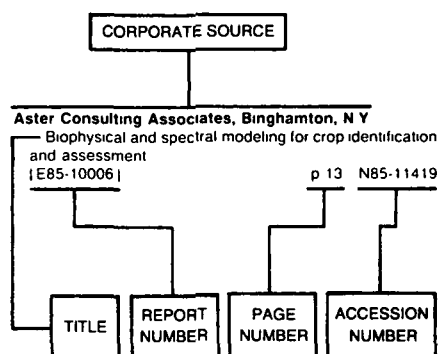 CORPORATE SOURCE
Aster Consulting Associates, Binghamton, N Y
Biophysical and spectral modeling for crop identification
and assessment
[E85-10006] p 13 N85-11419
TITLE REPORT NUMBER PAGE NUMBER ACCESSION NUMBER